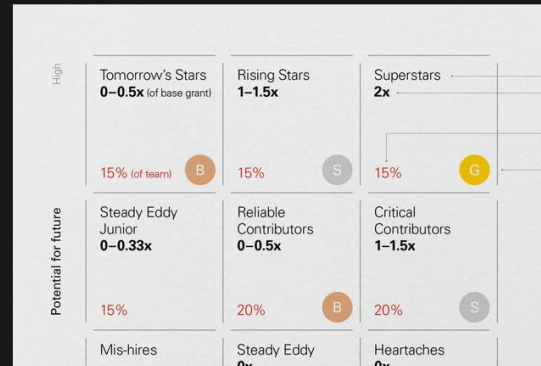 High
Tomorrow's Stars
0–0.5x (of base grant)
15% (of team)
B
Rising Stars
1–1.5x
15%
S
Superstars
2x
15%
G
Potential for future
Steady Eddy
Junior
0–0.33x
15%
Reliable
Contributors
0–0.5x
20%
B
Critical
Contributors
1–1.5x
20%
S
Mis-hires
Steady Eddy
0x
Heartaches
0x